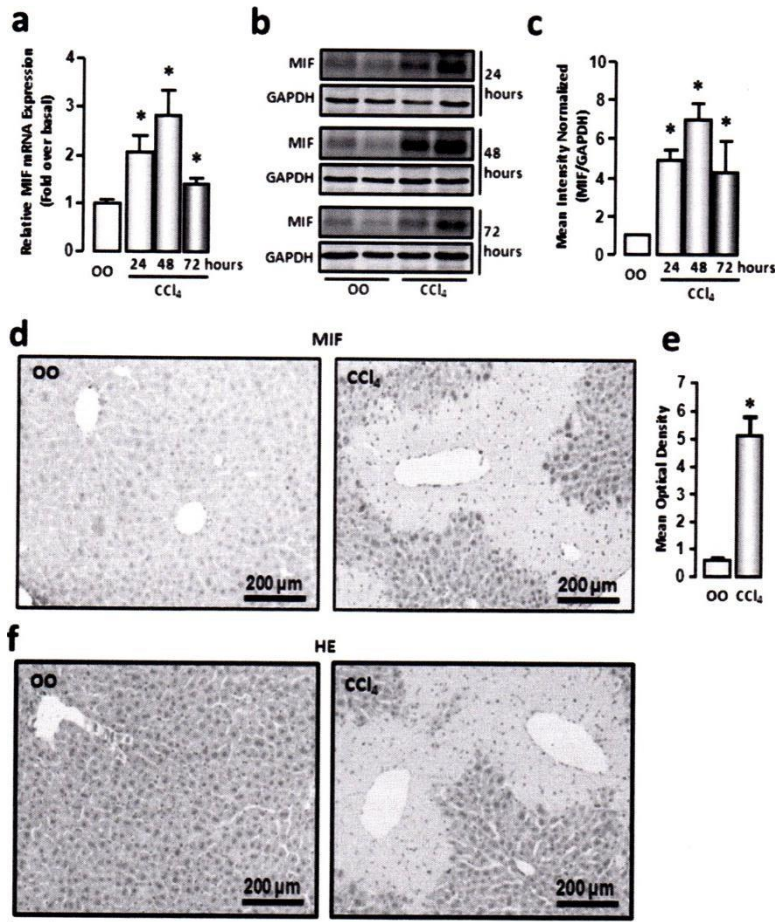 a
Relative MIF mRNA Expression
(Fold over basal)
4
3
2
1
0
*
*
*
OO
24 48 72 hours
CCl₄
b
MIF
GAPDH
24
hours
MIF
GAPDH
48
hours
MIF
GAPDH
72
hours
OO CCl₄
c
Mean Intensity Normalized
(MIF/GAPDH)
10
8
6
4
2
0
*
*
*
OO
24 48 72 hours
CCl₄
d
MIF
OO
200 µm
CCl₄
200 µm
e
Mean Optical Density
7
6
5
4
3
2
1
0
*
OO CCl₄
f
HE
OO
200 µm
CCl₄
200 µm